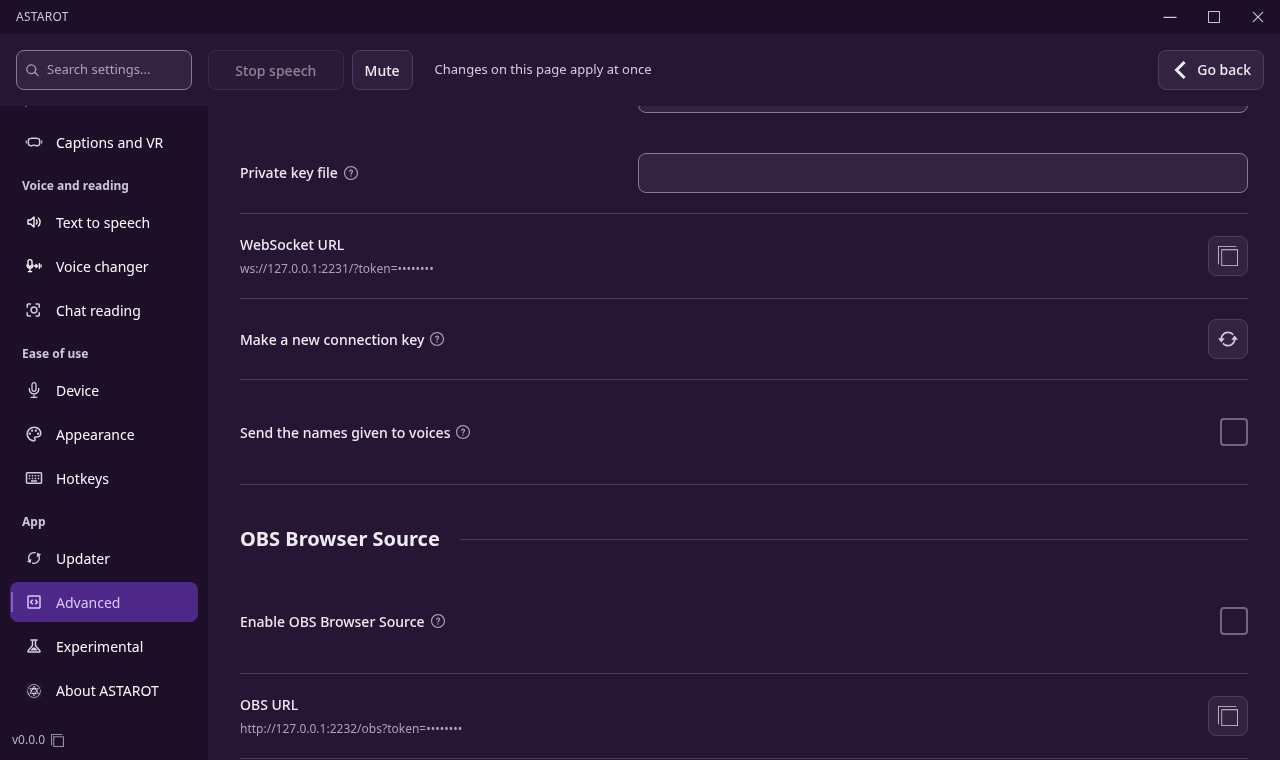 ASTAROT
Search settings...
Stop speech
Mute
Changes on this page apply at once
Go back
Captions and VR
Voice and reading
Text to speech
Voice changer
Chat reading
Ease of use
Device
Appearance
Hotkeys
App
Updater
Advanced
Experimental
About ASTAROT
v0.0.0
Private key file
WebSocket URL
ws://127.0.0.1:2231/?token=••••••••
Make a new connection key
Send the names given to voices
OBS Browser Source
Enable OBS Browser Source
OBS URL
http://127.0.0.1:2232/obs?token=••••••••